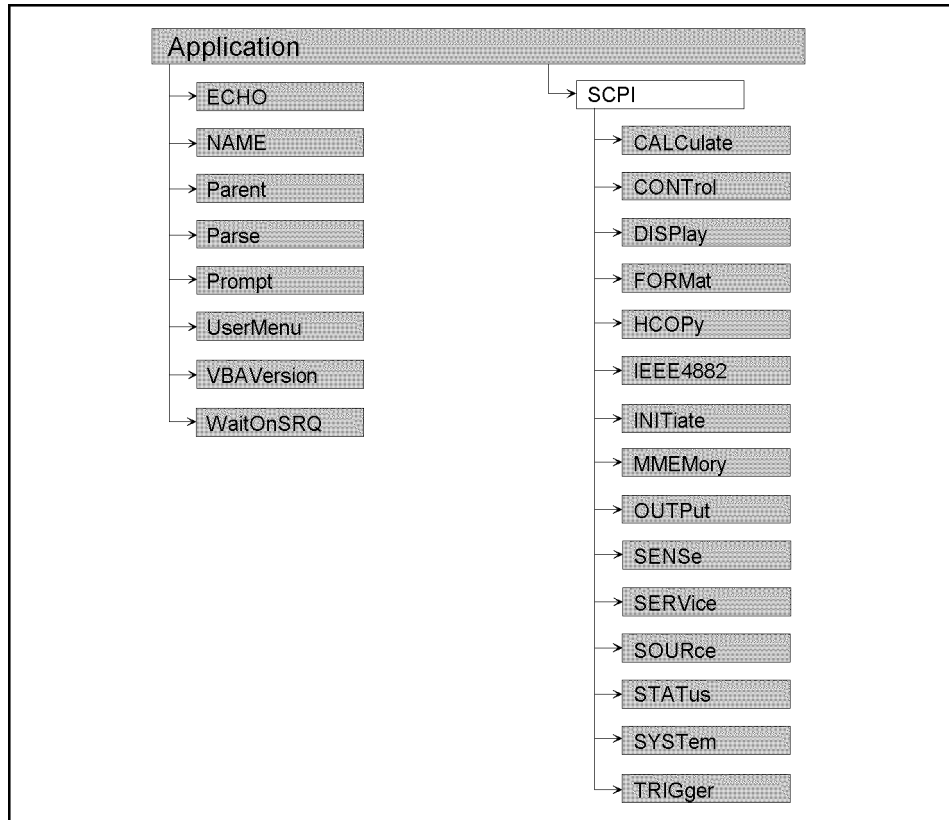 Application
ECHO
NAME
Parent
Parse
Prompt
UserMenu
VBAVersion
WaitOnSRQ
SCPI
CALCulate
CONTrol
DISPlay
FORMat
HCOPy
IEEE4882
INITiate
MMEMory
OUTPut
SENSe
SERVice
SOURce
STATus
SYSTem
TRIGger